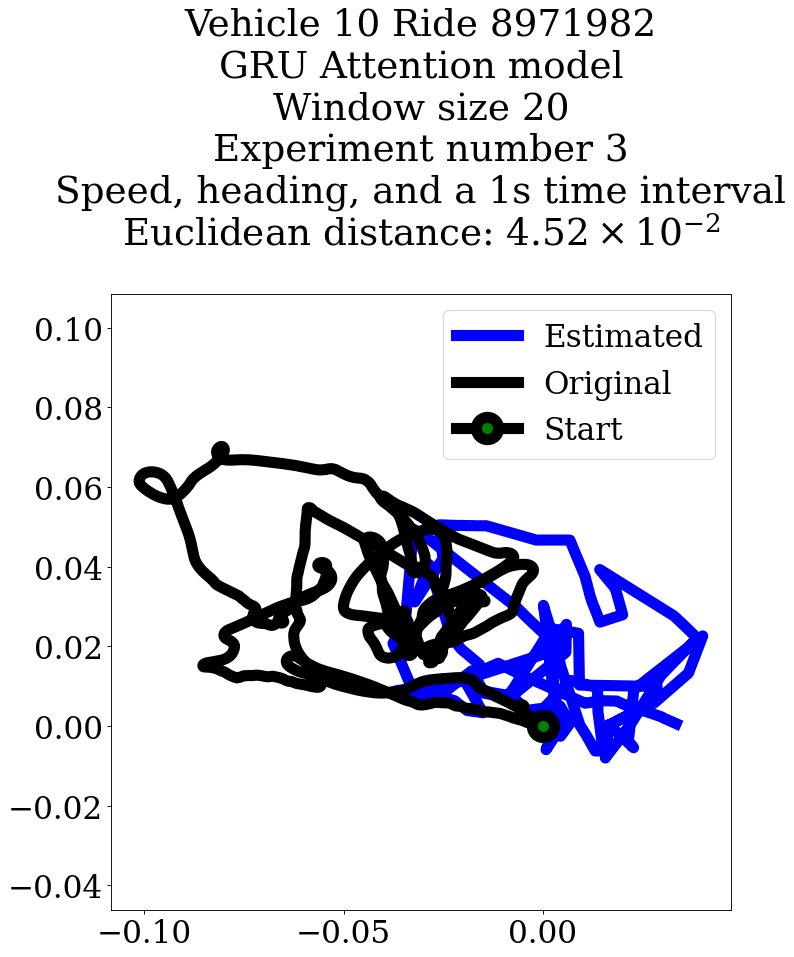 Vehicle 10 Ride 8971982
GRU Attention model
Window size 20
Experiment number 3
Speed, heading, and a 1s time interval
Euclidean distance: 4.52 × 10⁻²
Estimated
Original
Start
0.10
0.08
0.06
0.04
0.02
0.00
−0.02
−0.04
−0.10 −0.05 0.00